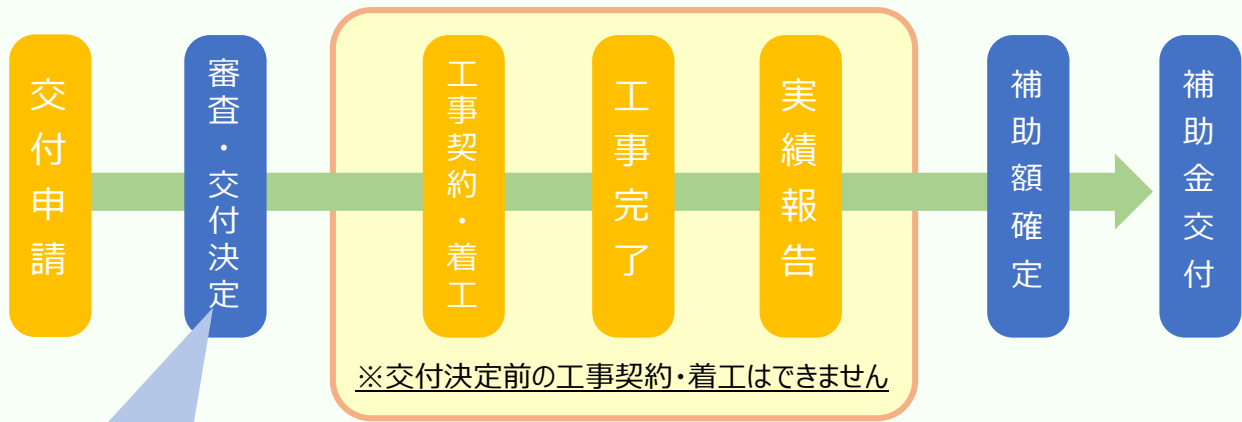 交付申請
審査・交付決定
工事契約・着工
工事完了
実績報告
補助額確定
補助金交付
※交付決定前の工事契約・着工はできません